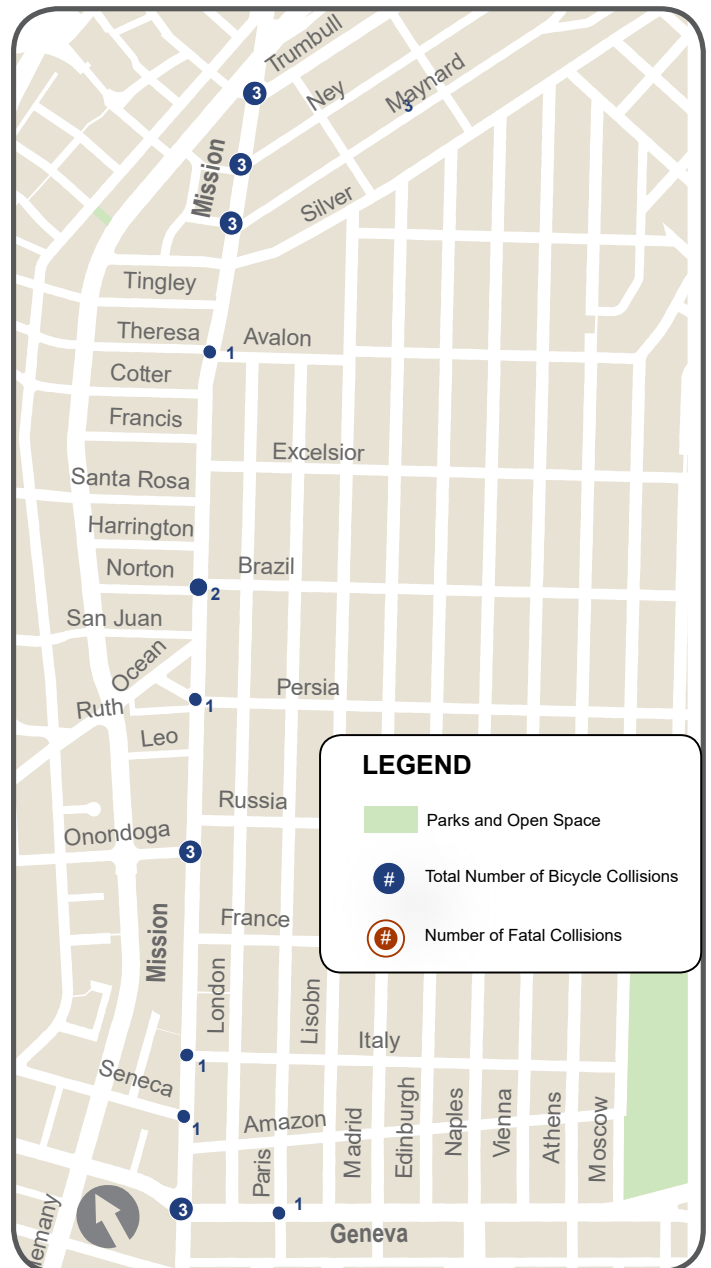 Trumbull
3
Ney
Maynard
3
3
Mission
Silver
3
Tingley
Theresa
Avalon
1
Cotter
Francis
Excelsior
Santa Rosa
Harrington
Norton
Brazil
2
San Juan
Ocean
Persia
Ruth
1
Leo
LEGEND
Russia
Parks and Open Space
Onondoga
3
# Total Number of Bicycle Collisions
France
# Number of Fatal Collisions
Mission
London
Lisobn
Italy
1
Seneca
1
Amazon
Madrid
Edinburgh
Naples
Vienna
Athens
Moscow
Paris
3
1
Geneva
lemany